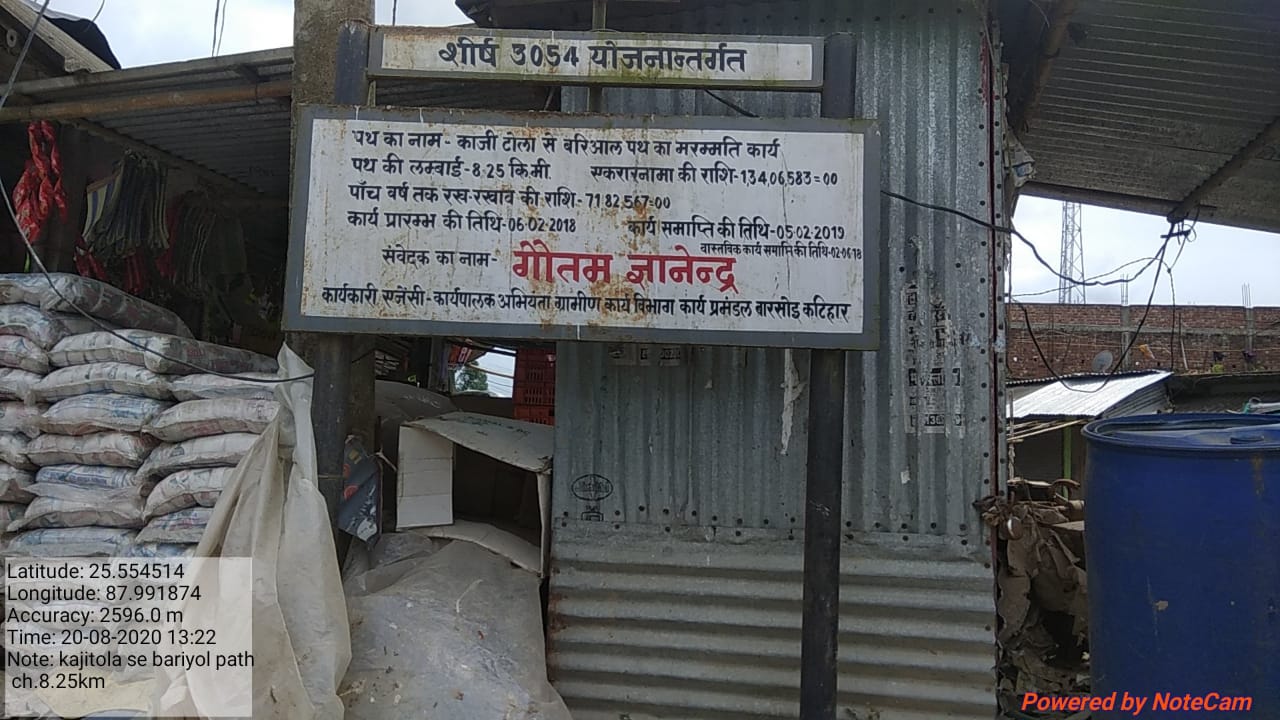 शीर्ष 3054 योजनान्तर्गत
पथ का नाम- काजी टोला से बरिआल पथ का मरम्मति कार्य
पथ की लम्बाई-8.25 कि.मी. एकरारनामा की राशि-134,06,583=00
पाँच वर्ष तक रख-रखाव की राशि-71,82,567=00
कार्य प्रारम्भ की तिथि-06-02-2018 कार्य समाप्ति की तिथि-05-02-2019
वास्तविक कार्य समाप्ति की तिथि-02-06-18
संवेदक का नाम- गौतम ज्ञानेन्द्र
कार्यकारी एजेंसी-कार्यपालक अभियंता ग्रामीण कार्य विभाग कार्य प्रमंडल बारसोइ कटिहार
Latitude: 25.554514
Longitude: 87.991874
Accuracy: 2596.0 m
Time: 20-08-2020 13:22
Note: kajitola se bariyol path
ch.8.25km
Powered by NoteCam